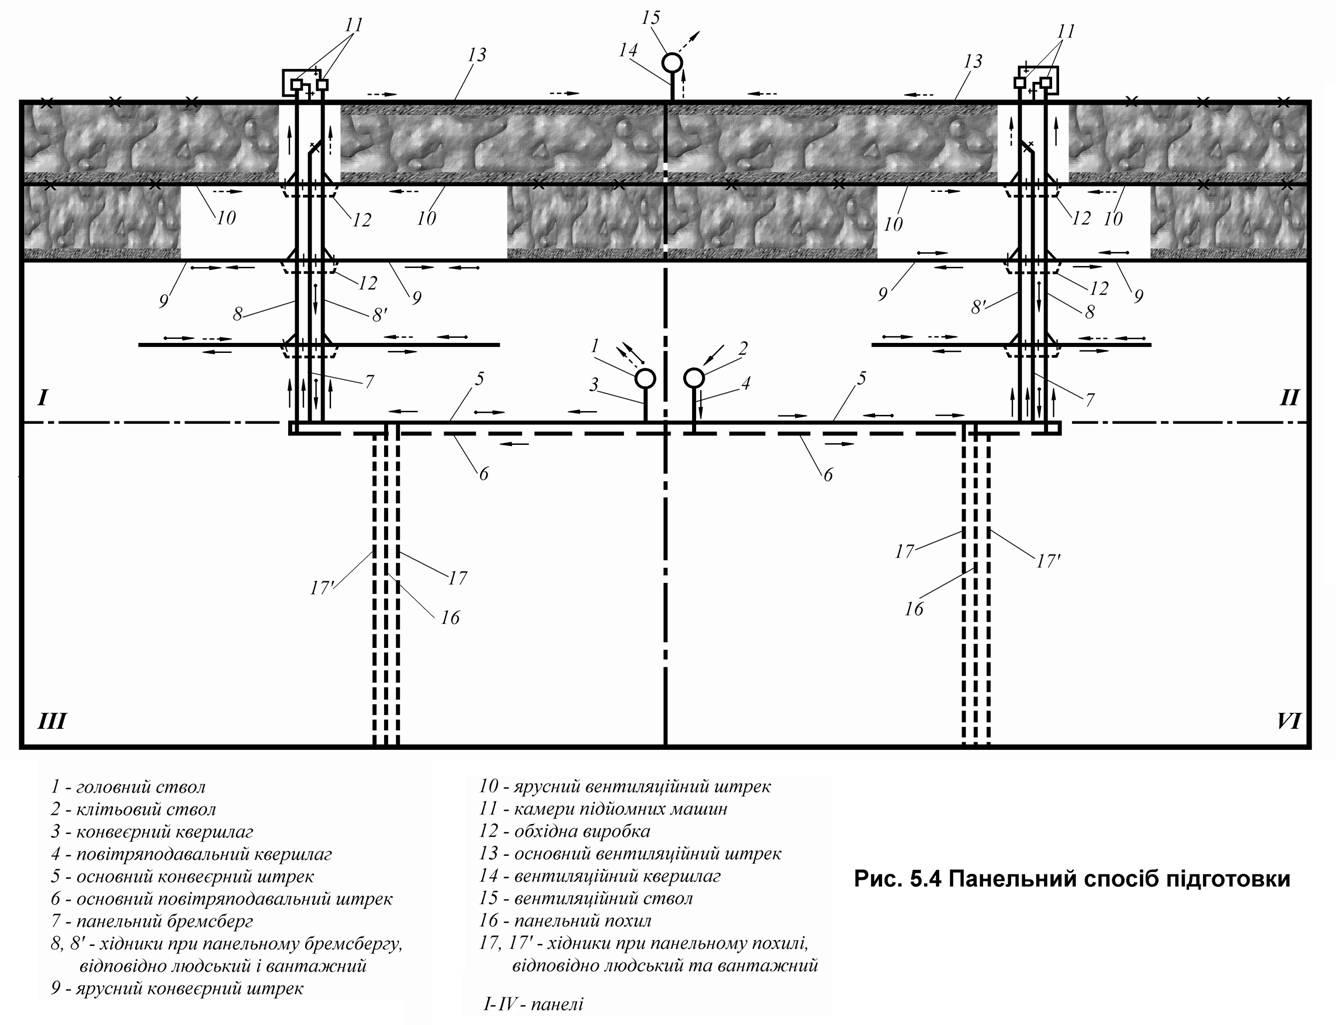 15
11
13
14
13
11
10
12
10
10
12
10
9
12
9
9
12
9
8
8'
8'
8
1
2
7
5
3
4
5
7
I
II
6
6
17'
17
16
17
16
17'
III
VI
1 - головний ствол
2 - клітьовий ствол
3 - конвеєрний квершлаг
4 - повітряподавальний квершлаг
5 - основний конвеєрний штрек
6 - основний повітряподавальний штрек
7 - панельний бремсберг
8, 8' - хідники при панельному бремсбергу,
відповідно людський і вантажний
9 - ярусний конвеєрний штрек
10 - ярусний вентиляційний штрек
11 - камери підйомних машин
12 - обхідна виробка
13 - основний вентиляційний штрек
14 - вентиляційний квершлаг
15 - вентиляційний ствол
16 - панельний похил
17, 17' - хідники при панельному похилі,
відповідно людський та вантажний
I- IV - панелі
Рис. 5.4 Панельний спосіб підготовки